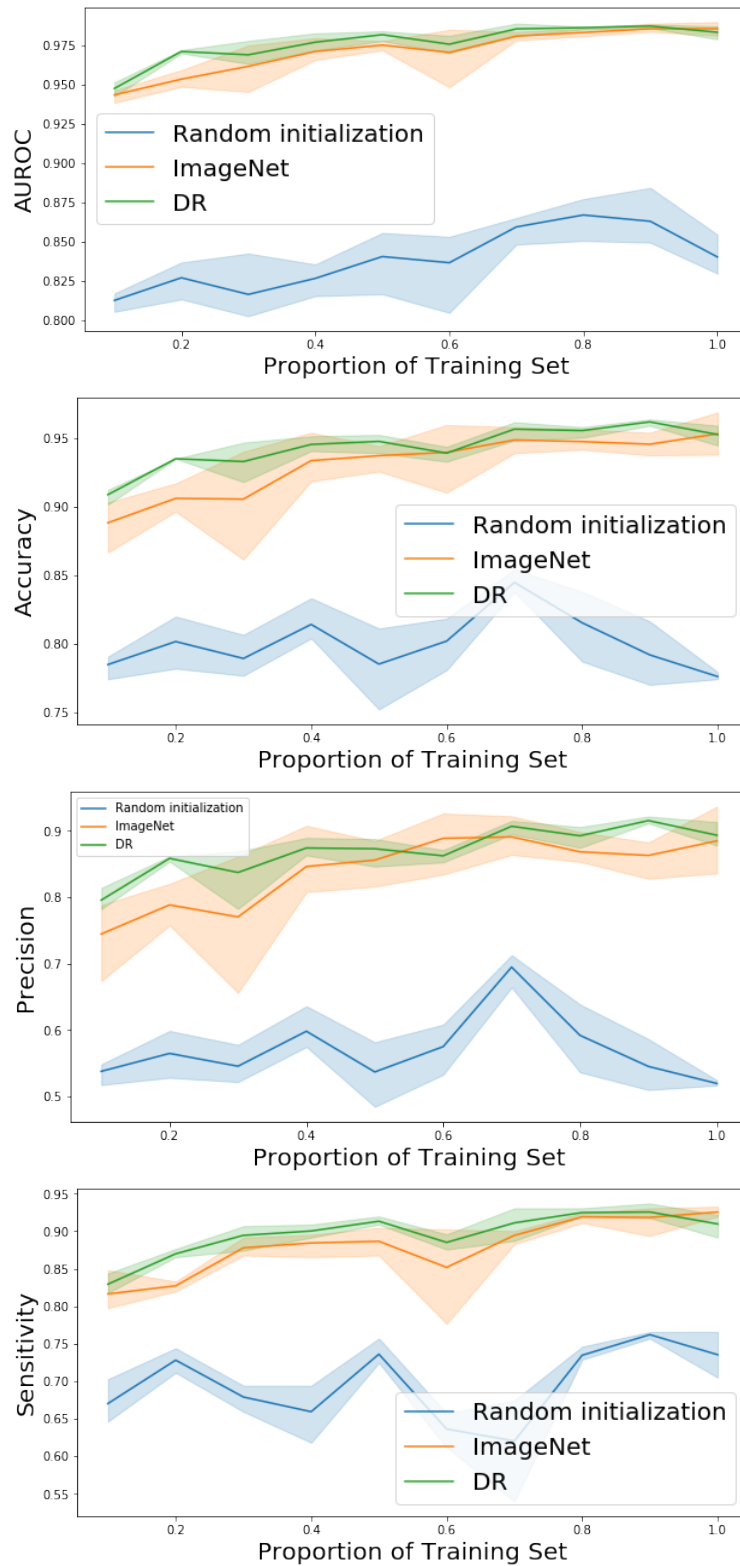 0.975
0.950
0.925
0.900
0.875
0.850
0.825
0.800
AUROC
Random initialization
ImageNet
DR
0.2 0.4 0.6 0.8 1.0
Proportion of Training Set
0.95
0.90
0.85
0.80
0.75
Accuracy
Random initialization
ImageNet
DR
0.2 0.4 0.6 0.8 1.0
Proportion of Training Set
0.9
0.8
0.7
0.6
0.5
Precision
Random initialization
ImageNet
DR
0.2 0.4 0.6 0.8 1.0
Proportion of Training Set
0.95
0.90
0.85
0.80
0.75
0.70
0.65
0.60
0.55
Sensitivity
Random initialization
ImageNet
DR
0.2 0.4 0.6 0.8 1.0
Proportion of Training Set